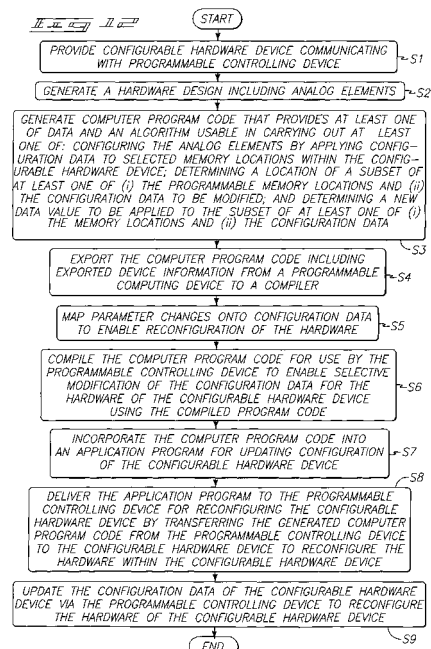 Fig 12
START
PROVIDE CONFIGURABLE HARDWARE DEVICE COMMUNICATING
WITH PROGRAMMABLE CONTROLLING DEVICE
S1
GENERATE A HARDWARE DESIGN INCLUDING ANALOG ELEMENTS
S2
GENERATE COMPUTER PROGRAM CODE THAT PROVIDES AT LEAST ONE
OF DATA AND AN ALGORITHM USABLE IN CARRYING OUT AT LEAST
ONE OF: CONFIGURING THE ANALOG ELEMENTS BY APPLYING CONFIG-
URATION DATA TO SELECTED MEMORY LOCATIONS WITHIN THE CONFIG-
URABLE HARDWARE DEVICE; DETERMINING A LOCATION OF A SUBSET OF
AT LEAST ONE OF (i) THE PROGRAMMABLE MEMORY LOCATIONS AND (ii)
THE CONFIGURATION DATA TO BE MODIFIED; AND DETERMINING A NEW
DATA VALUE TO BE APPLIED TO THE SUBSET OF AT LEAST ONE OF (i)
THE MEMORY LOCATIONS AND (ii) THE CONFIGURATION DATA
S3
EXPORT THE COMPUTER PROGRAM CODE INCLUDING
EXPORTED DEVICE INFORMATION FROM A PROGRAMMABLE
COMPUTING DEVICE TO A COMPILER
S4
MAP PARAMETER CHANGES ONTO CONFIGURATION DATA
TO ENABLE RECONFIGURATION OF THE HARDWARE
S5
COMPILE THE COMPUTER PROGRAM CODE FOR USE BY THE
PROGRAMMABLE CONTROLLING DEVICE TO ENABLE SELECTIVE
MODIFICATION OF THE CONFIGURATION DATA FOR THE
HARDWARE OF THE CONFIGURABLE HARDWARE DEVICE
USING THE COMPILED PROGRAM CODE
S6
INCORPORATE THE COMPUTER PROGRAM CODE INTO
AN APPLICATION PROGRAM FOR UPDATING CONFIGURATION
OF THE CONFIGURABLE HARDWARE DEVICE
S7
S8
DELIVER THE APPLICATION PROGRAM TO THE PROGRAMMABLE
CONTROLLING DEVICE FOR RECONFIGURING THE CONFIGURABLE
HARDWARE DEVICE BY TRANSFERRING THE GENERATED COMPUTER
PROGRAM CODE FROM THE PROGRAMMABLE CONTROLLING DEVICE
TO THE CONFIGURABLE HARDWARE DEVICE TO RECONFIGURE THE
HARDWARE WITHIN THE CONFIGURABLE HARDWARE DEVICE
UPDATE THE CONFIGURATION DATA OF THE CONFIGURABLE HARDWARE
DEVICE VIA THE PROGRAMMABLE CONTROLLING DEVICE TO RECONFIGURE
THE HARDWARE OF THE CONFIGURABLE HARDWARE DEVICE
S9
END